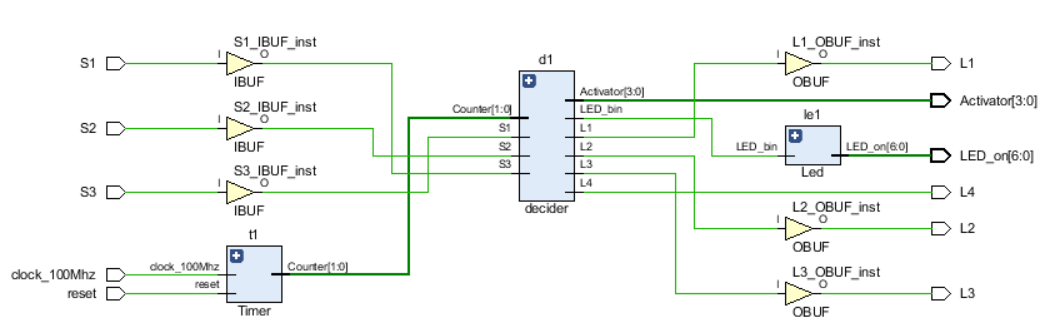 S1
I
S1_IBUF_inst
O
IBUF
S2
I
S2_IBUF_inst
O
IBUF
S3
I
S3_IBUF_inst
O
IBUF
clock_100Mhz
reset
t1
clock_100Mhz
reset
Counter[1:0]
Timer
d1
Counter[1:0]
S1
S2
S3
Activator[3:0]
LED_bin
L1
L2
L3
L4
decider
L1_OBUF_inst
I
O
OBUF
L1
Activator[3:0]
le1
LED_bin
LED_on[6:0]
Led
LED_on[6:0]
L4
L2_OBUF_inst
I
O
OBUF
L2
L3_OBUF_inst
I
O
OBUF
L3